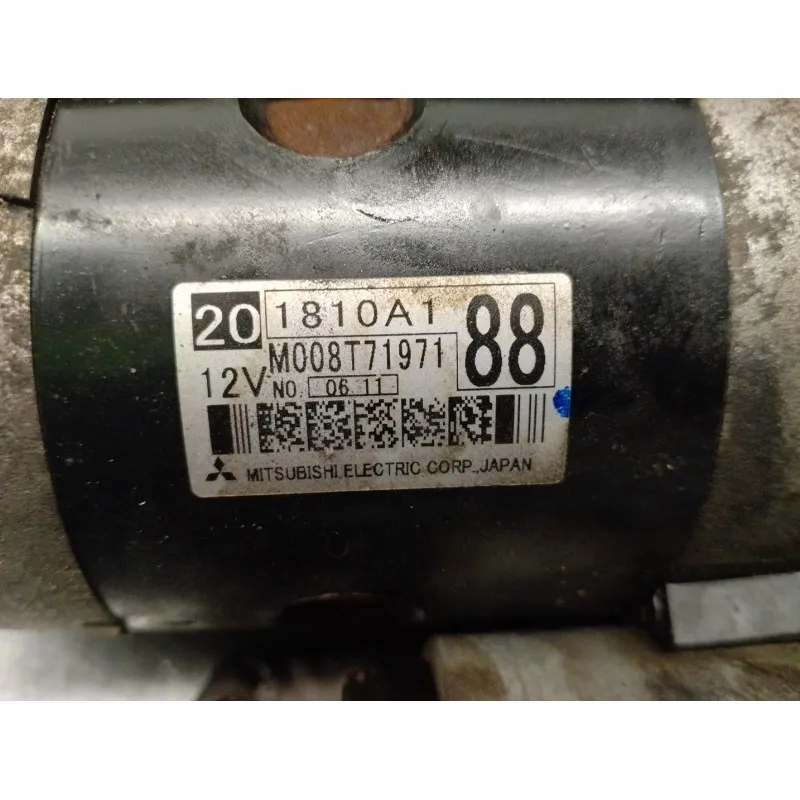 20 1810A1 88
M008T71971
12V NO. 06 11
MITSUBISHI ELECTRIC CORP., JAPAN